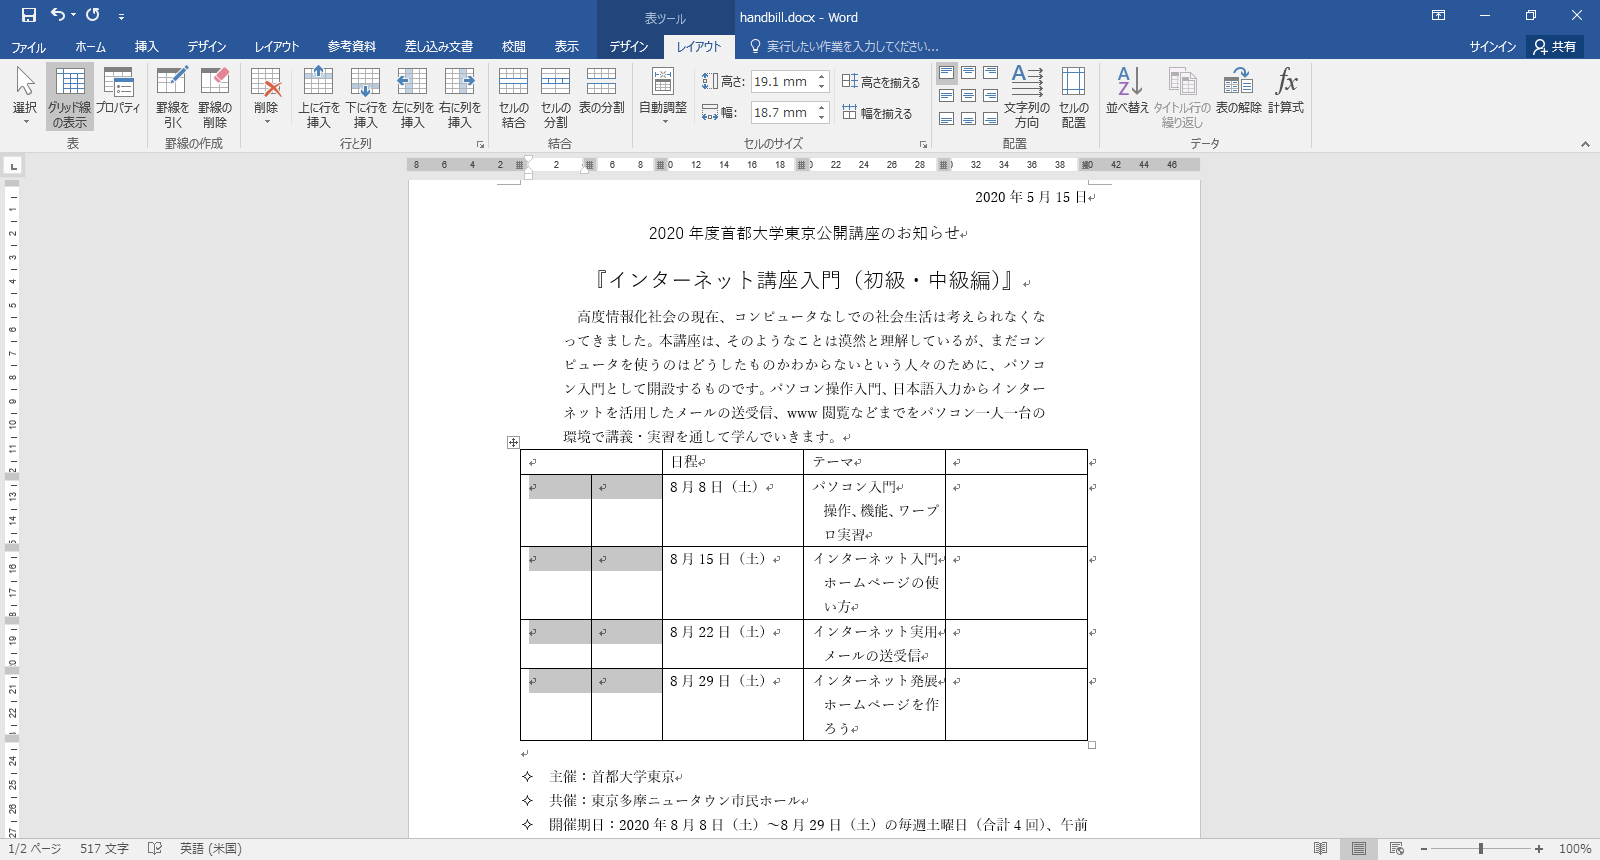 表ツール
handbill.docx - Word
ファイル ホーム 挿入 デザイン レイアウト 参考資料 差し込み文書 校閲 表示 デザイン レイアウト 実行したい作業を入力してください... サインイン 共有
選択
グリッド線の表示
プロパティ
罫線を引く
罫線の削除
削除
上に行を挿入
下に行を挿入
左に列を挿入
右に列を挿入
セルの結合
セルの分割
表の分割
自動調整
高さ: 19.1 mm 高さを揃える
幅: 18.7 mm 幅を揃える
文字列の方向
セルの配置
並べ替え
タイトル行の繰り返し
表の解除
計算式
表 罫線の作成 行と列 結合 セルのサイズ 配置 データ
8 6 4 2 2 6 8 0 12 14 16 18 0 22 24 26 28 32 34 36 38 40 42 44 46
2020 年 5 月 15 日
2020 年度首都大学東京公開講座のお知らせ
『インターネット講座入門（初級・中級編）』
高度情報化社会の現在、コンピュータなしでの社会生活は考えられなくな
ってきました。本講座は、そのようなことは漠然と理解しているが、まだコン
ピュータを使うのはどうしたものかわからないという人々のために、パソコ
ン入門として開設するものです。パソコン操作入門、日本語入力からインター
ネットを活用したメールの送受信、www 閲覧などまでをパソコン一人一台の
環境で講義・実習を通して学んでいきます。
日程 テーマ
8 月 8 日（土） パソコン入門
操作、機能、ワープ
ロ実習
8 月 15 日（土） インターネット入門
ホームページの使
い方
8 月 22 日（土） インターネット実用
メールの送受信
8 月 29 日（土） インターネット発展
ホームページを作
ろう
✧ 主催：首都大学東京
✧ 共催：東京多摩ニュータウン市民ホール
✧ 開催期日：2020 年 8 月 8 日（土）～8 月 29 日（土）の毎週土曜日（合計 4 回）、午前
1/2 ページ 517 文字 英語 (米国) 100%